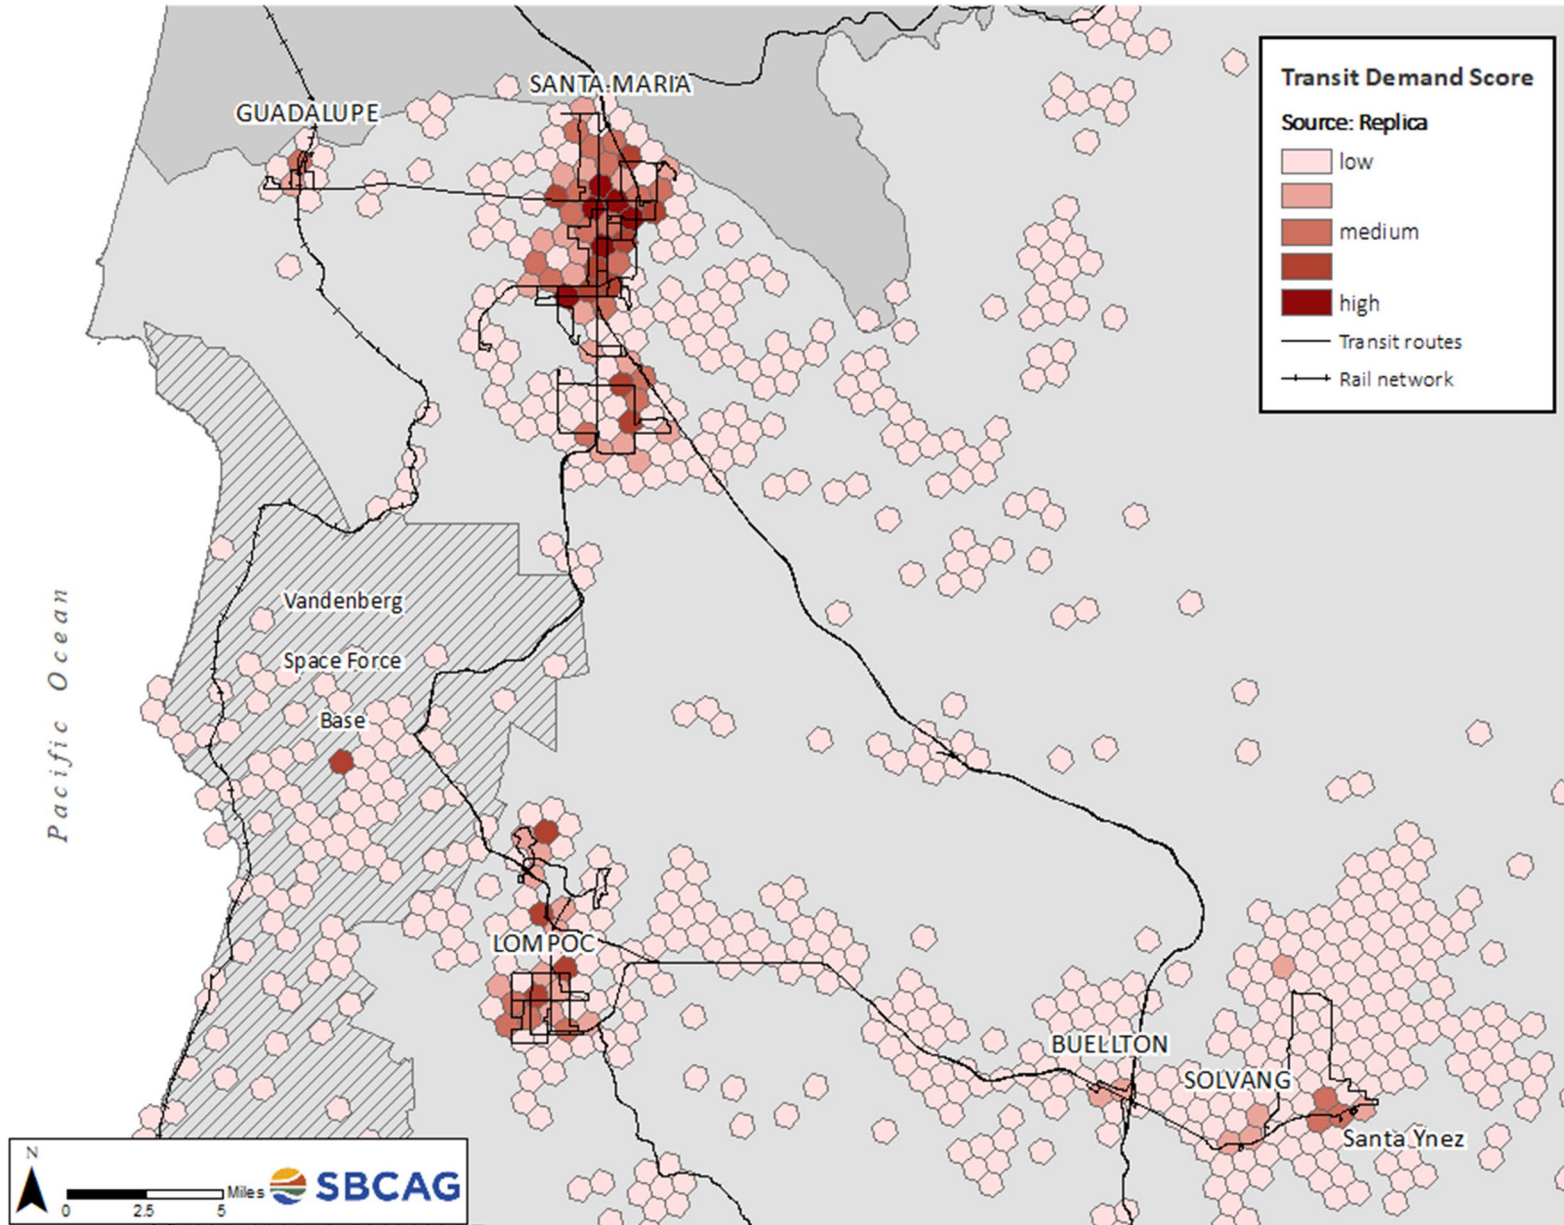 SANTA MARIA
GUADALUPE
Transit Demand Score
Source: Replica
low
medium
high
Transit routes
Rail network
Pacific Ocean
Vandenberg
Space Force
Base
LOMPOC
BUELLTON
SOLVANG
Santa Ynez
N
Miles
0 2.5 5
SBCAG